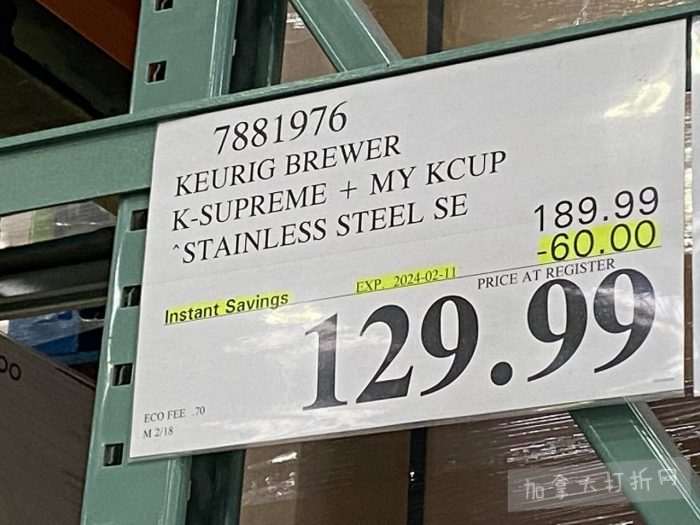 7881976
KEURIG BREWER
K-SUPREME + MY KCUP
^STAINLESS STEEL SE
189.99
-60.00
EXP. 2024-02-11
PRICE AT REGISTER
Instant Savings
129.99
ECO FEE .70
M 2/18
加拿大打折网